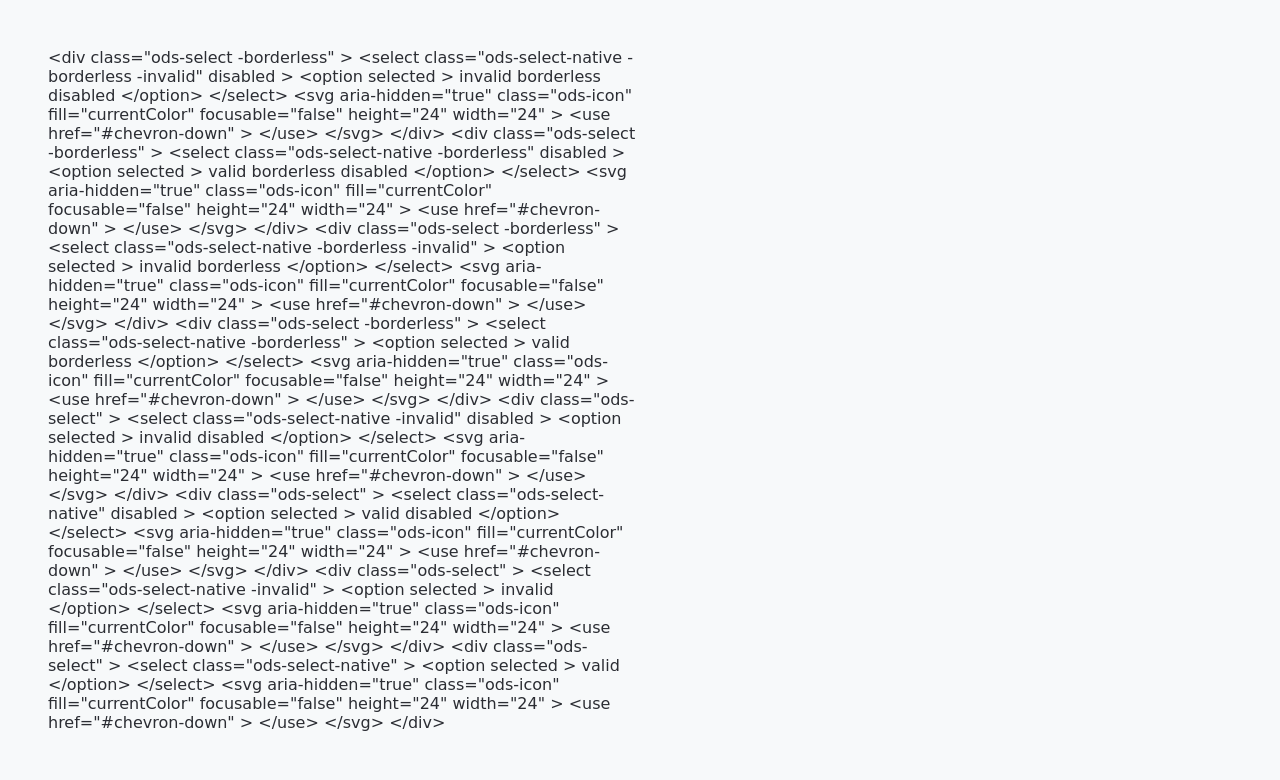 <div class="ods-select -borderless" > <select class="ods-select-native -
borderless -invalid" disabled > <option selected > invalid borderless
disabled </option> </select> <svg aria-hidden="true" class="ods-icon"
fill="currentColor" focusable="false" height="24" width="24" > <use
href="#chevron-down" > </use> </svg> </div> <div class="ods-select
-borderless" > <select class="ods-select-native -borderless" disabled >
<option selected > valid borderless disabled </option> </select> <svg
aria-hidden="true" class="ods-icon" fill="currentColor"
focusable="false" height="24" width="24" > <use href="#chevron-
down" > </use> </svg> </div> <div class="ods-select -borderless" >
<select class="ods-select-native -borderless -invalid" > <option
selected > invalid borderless </option> </select> <svg aria-
hidden="true" class="ods-icon" fill="currentColor" focusable="false"
height="24" width="24" > <use href="#chevron-down" > </use>
</svg> </div> <div class="ods-select -borderless" > <select
class="ods-select-native -borderless" > <option selected > valid
borderless </option> </select> <svg aria-hidden="true" class="ods-
icon" fill="currentColor" focusable="false" height="24" width="24" >
<use href="#chevron-down" > </use> </svg> </div> <div class="ods-
select" > <select class="ods-select-native -invalid" disabled > <option
selected > invalid disabled </option> </select> <svg aria-
hidden="true" class="ods-icon" fill="currentColor" focusable="false"
height="24" width="24" > <use href="#chevron-down" > </use>
</svg> </div> <div class="ods-select" > <select class="ods-select-
native" disabled > <option selected > valid disabled </option>
</select> <svg aria-hidden="true" class="ods-icon" fill="currentColor"
focusable="false" height="24" width="24" > <use href="#chevron-
down" > </use> </svg> </div> <div class="ods-select" > <select
class="ods-select-native -invalid" > <option selected > invalid
</option> </select> <svg aria-hidden="true" class="ods-icon"
fill="currentColor" focusable="false" height="24" width="24" > <use
href="#chevron-down" > </use> </svg> </div> <div class="ods-
select" > <select class="ods-select-native" > <option selected > valid
</option> </select> <svg aria-hidden="true" class="ods-icon"
fill="currentColor" focusable="false" height="24" width="24" > <use
href="#chevron-down" > </use> </svg> </div>